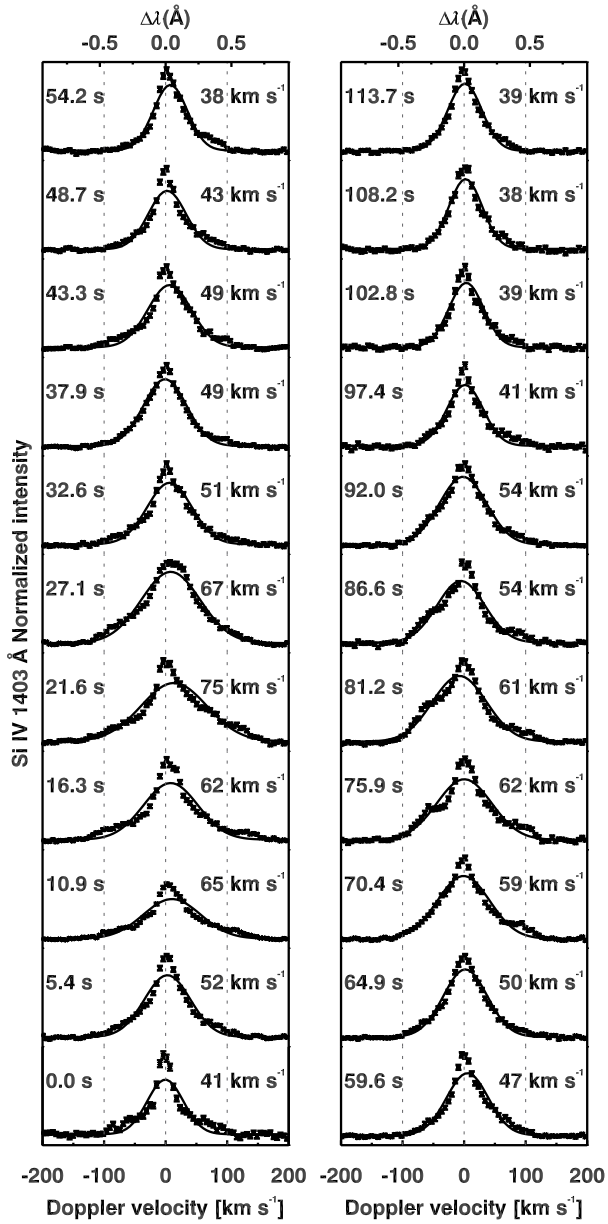 Δλ(Å) Δλ(Å)
-0.5 0.0 0.5 -0.5 0.0 0.5
54.2 s 38 km s⁻¹ 113.7 s 39 km s⁻¹
48.7 s 43 km s⁻¹ 108.2 s 38 km s⁻¹
43.3 s 49 km s⁻¹ 102.8 s 39 km s⁻¹
37.9 s 49 km s⁻¹ 97.4 s 41 km s⁻¹
32.6 s 51 km s⁻¹ 92.0 s 54 km s⁻¹
27.1 s 67 km s⁻¹ 86.6 s 54 km s⁻¹
21.6 s 75 km s⁻¹ 81.2 s 61 km s⁻¹
16.3 s 62 km s⁻¹ 75.9 s 62 km s⁻¹
10.9 s 65 km s⁻¹ 70.4 s 59 km s⁻¹
5.4 s 52 km s⁻¹ 64.9 s 50 km s⁻¹
0.0 s 41 km s⁻¹ 59.6 s 47 km s⁻¹
Si IV 1403 Å Normalized intensity
-200 -100 0 100 200 -200 -100 0 100 200
Doppler velocity [km s⁻¹] Doppler velocity [km s⁻¹]